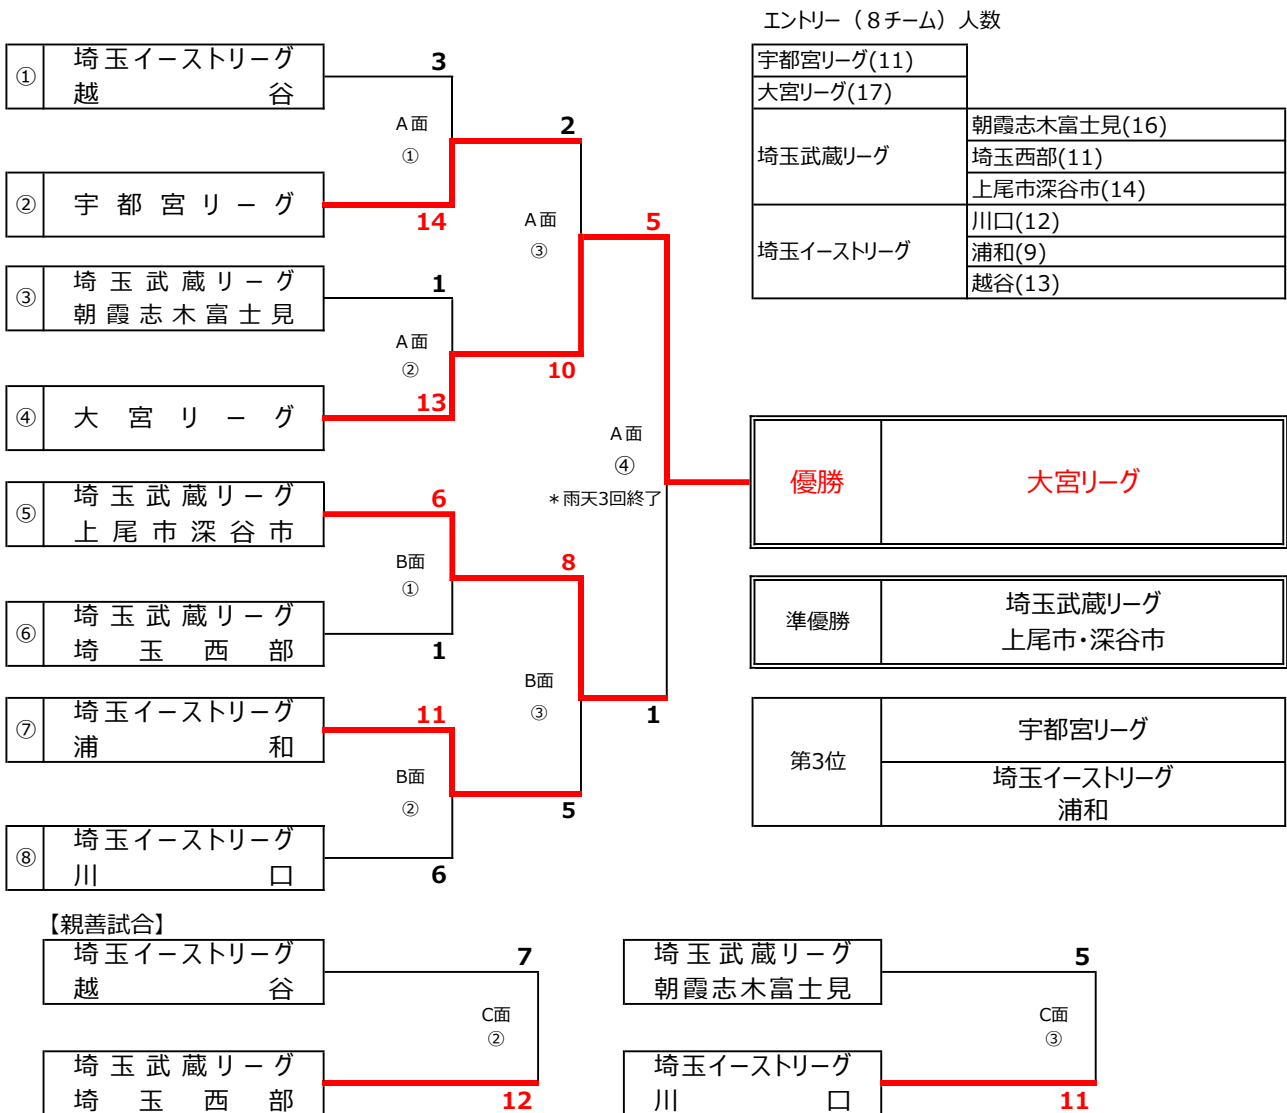 エントリー（８チーム）人数
宇都宮リーグ(11)
大宮リーグ(17)
埼玉武蔵リーグ
朝霞志木富士見(16)
埼玉西部(11)
上尾市深谷市(14)
埼玉イーストリーグ
川口(12)
浦和(9)
越谷(13)
① 埼玉イーストリーグ
越谷
3
A面
①
2
② 宇都宮リーグ
14
A面
③
5
③ 埼玉武蔵リーグ
朝霞志木富士見
1
A面
②
10
④ 大宮リーグ
13
A面
④
＊雨天3回終了
優勝 大宮リーグ
⑤ 埼玉武蔵リーグ
上尾市深谷市
6
B面
①
8
⑥ 埼玉武蔵リーグ
埼玉西部
1
準優勝
埼玉武蔵リーグ
上尾市・深谷市
B面
③
1
⑦ 埼玉イーストリーグ
浦和
11
B面
②
5
第3位
宇都宮リーグ
埼玉イーストリーグ
浦和
⑧ 埼玉イーストリーグ
川口
6
【親善試合】
埼玉イーストリーグ
越谷
7
C面
②
埼玉武蔵リーグ
埼玉西部
12
埼玉武蔵リーグ
朝霞志木富士見
5
C面
③
埼玉イーストリーグ
川口
11